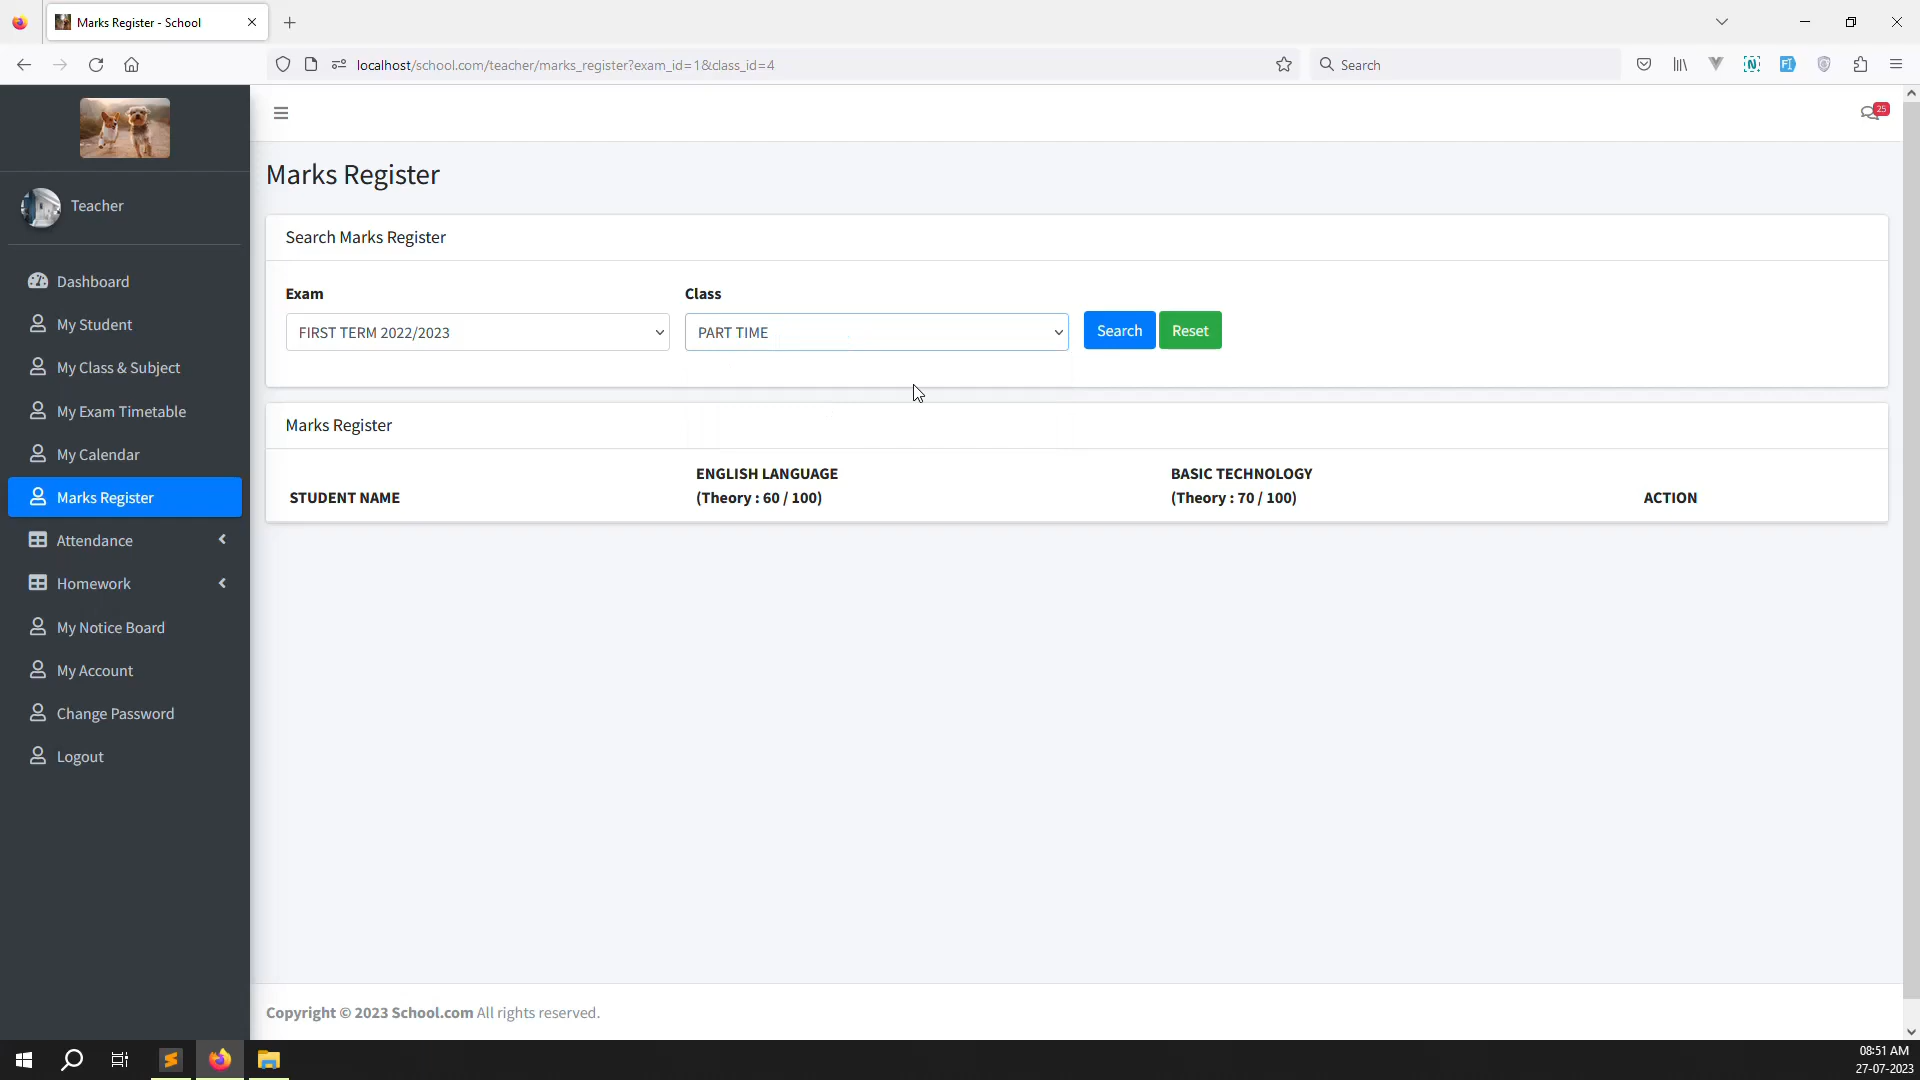 Marks Register - School
localhost/school.com/teacher/marks_register?exam_id=1&class_id=4
Search
25
Teacher
Dashboard
My Student
My Class & Subject
My Exam Timetable
My Calendar
Marks Register
Attendance
Homework
My Notice Board
My Account
Change Password
Logout
Marks Register
Search Marks Register
Exam
Class
FIRST TERM 2022/2023
PART TIME
Search
Reset
Marks Register
STUDENT NAME
ENGLISH LANGUAGE
(Theory : 60 / 100)
BASIC TECHNOLOGY
(Theory : 70 / 100)
ACTION
Copyright © 2023 School.com All rights reserved.
08:51 AM
27-07-2023